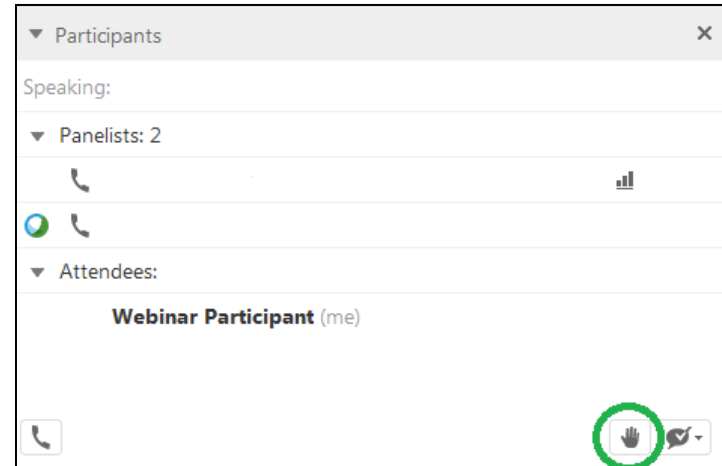 Participants
Speaking:
Panelists: 2
Attendees:
Webinar Participant (me)